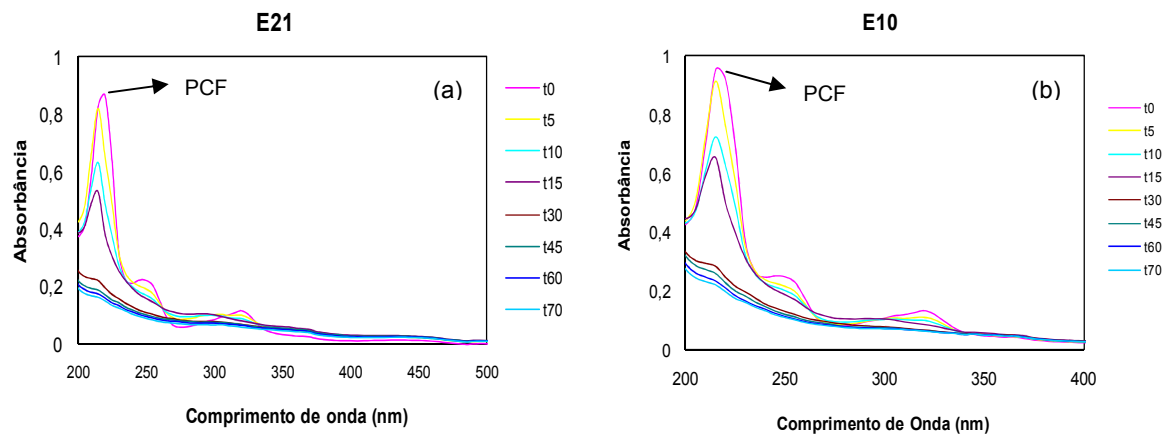 E21
Absorbância
1
0,8
0,6
0,4
0,2
0
200
250
300
350
400
450
500
Comprimento de onda (nm)
PCF
(a)
t0
t5
t10
t15
t30
t45
t60
t70
E10
Absorbância
1
0,8
0,6
0,4
0,2
0
200
250
300
350
400
Comprimento de Onda (nm)
PCF
(b)
t0
t5
t10
t15
t30
t45
t60
t70